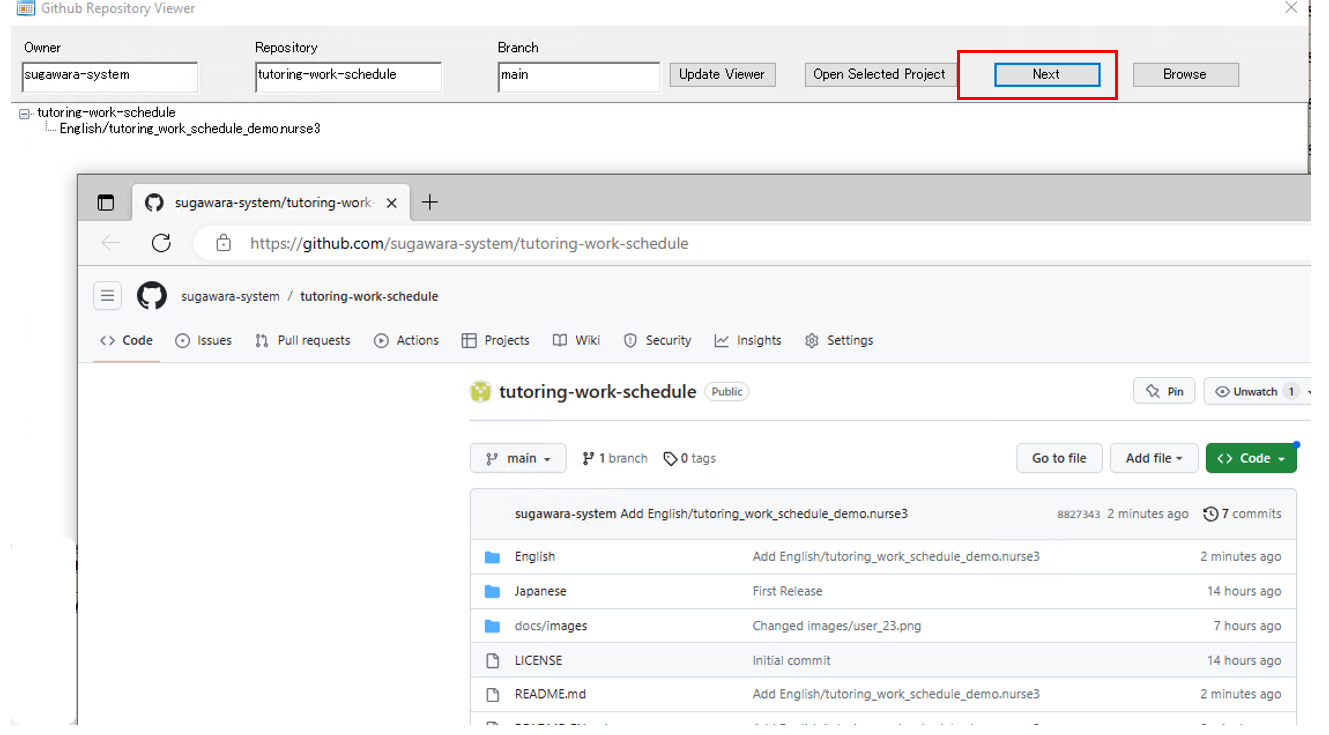 Github Repository Viewer
Owner Repository Branch
sugawara-system tutoring-work-schedule main Update Viewer Open Selected Project Next Browse
tutoring-work-schedule
English/tutoring_work_schedule_demo.nurse3
sugawara-system/tutoring-work-
https://github.com/sugawara-system/tutoring-work-schedule
sugawara-system / tutoring-work-schedule
Code Issues Pull requests Actions Projects Wiki Security Insights Settings
tutoring-work-schedule Public Pin Unwatch 1
main 1 branch 0 tags Go to file Add file Code
sugawara-system Add English/tutoring_work_schedule_demo.nurse3 8827343 2 minutes ago 7 commits
English Add English/tutoring_work_schedule_demo.nurse3 2 minutes ago
Japanese First Release 14 hours ago
docs/images Changed images/user_23.png 7 hours ago
LICENSE Initial commit 14 hours ago
README.md Add English/tutoring_work_schedule_demo.nurse3 2 minutes ago